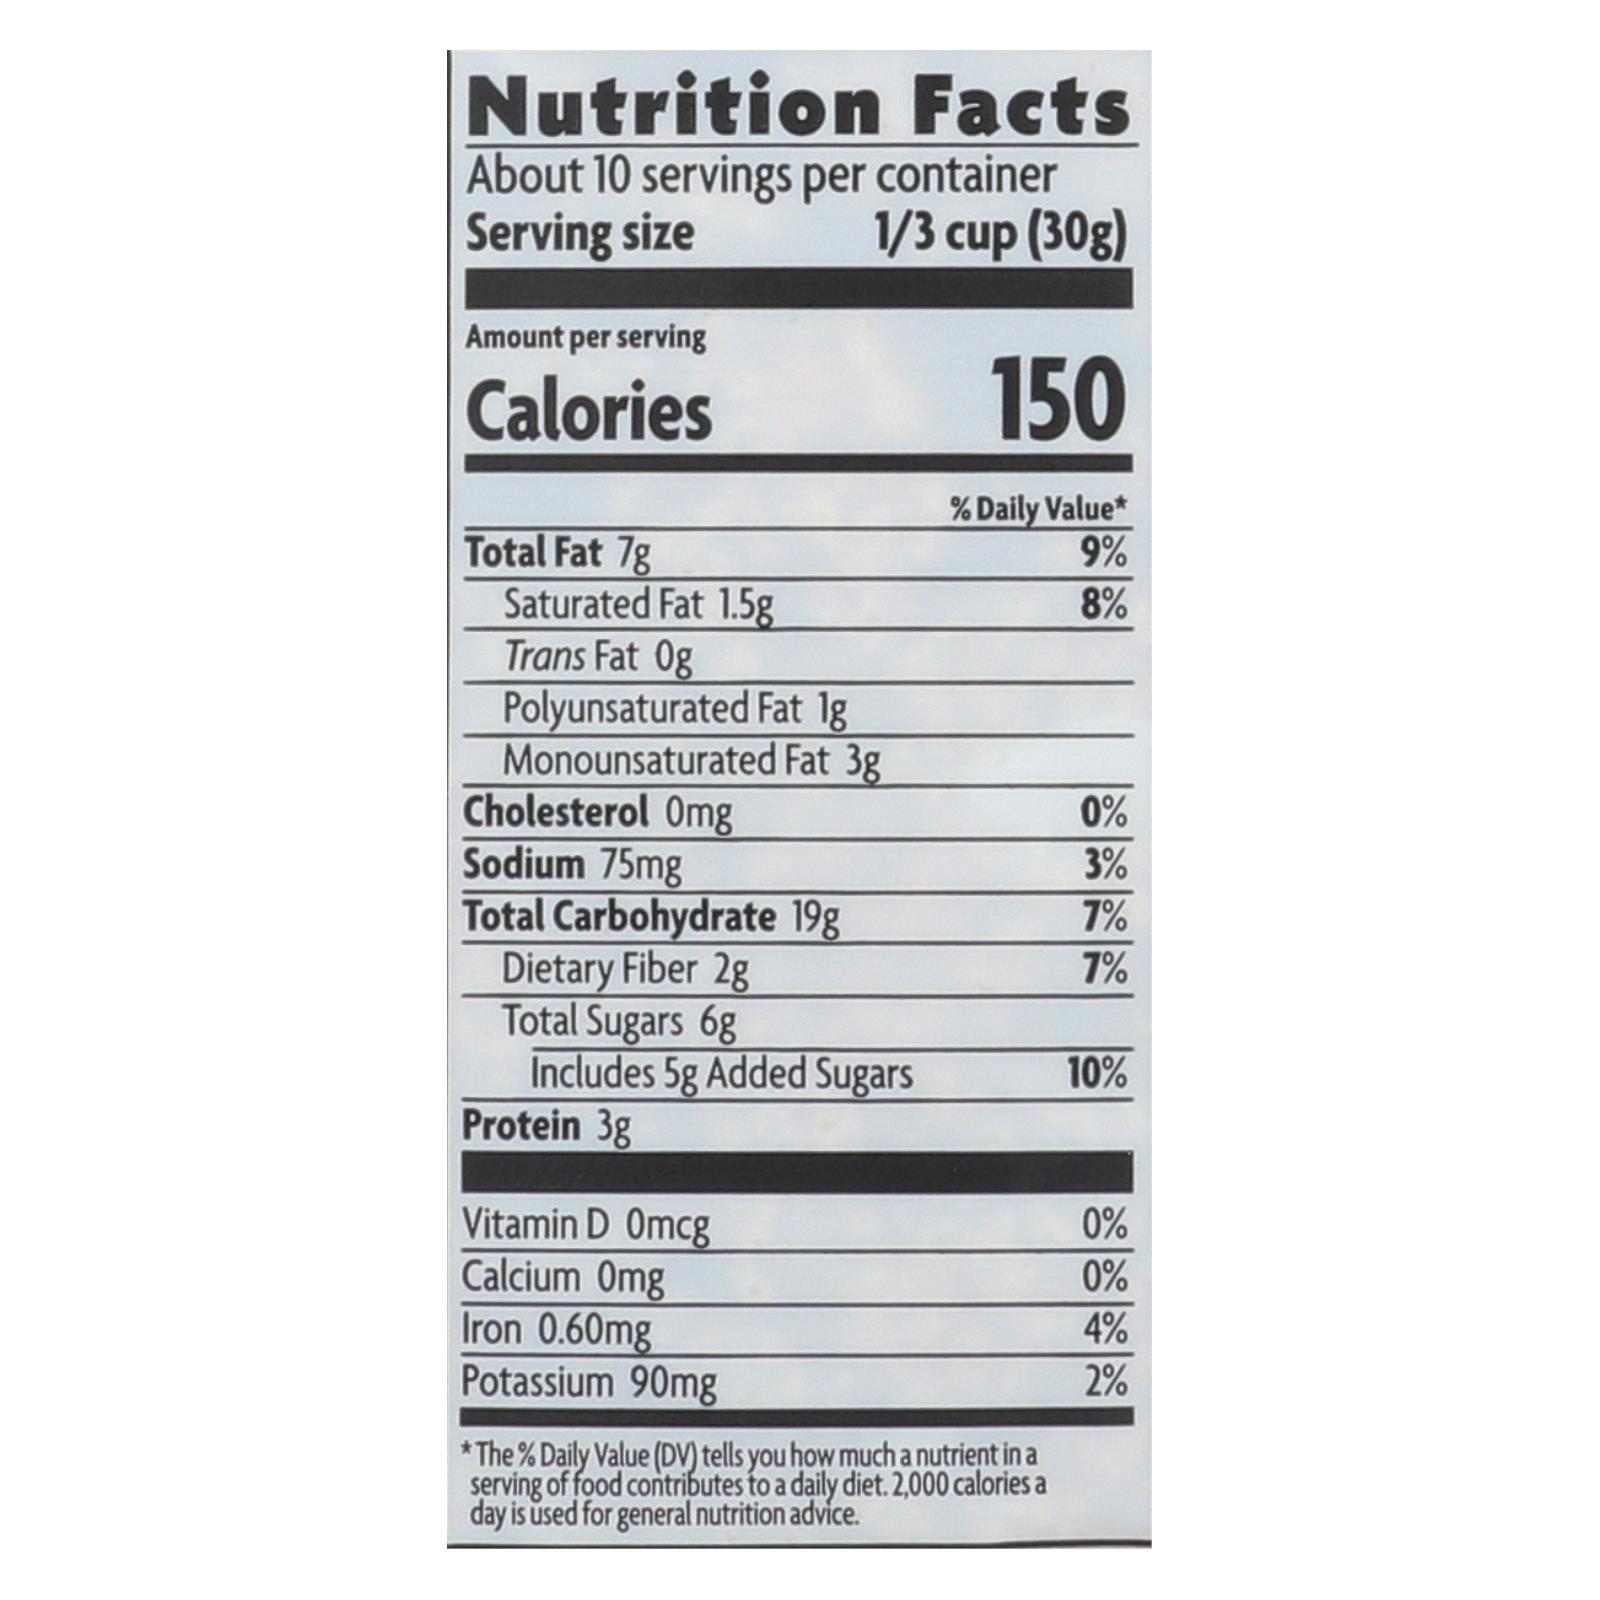 Nutrition Facts
About 10 servings per container
Serving size 1/3 cup (30g)
Amount per serving
Calories 150
% Daily Value*
Total Fat 7g 9%
Saturated Fat 1.5g 8%
Trans Fat 0g
Polyunsaturated Fat 1g
Monounsaturated Fat 3g
Cholesterol 0mg 0%
Sodium 75mg 3%
Total Carbohydrate 19g 7%
Dietary Fiber 2g 7%
Total Sugars 6g
Includes 5g Added Sugars 10%
Protein 3g
Vitamin D 0mcg 0%
Calcium 0mg 0%
Iron 0.60mg 4%
Potassium 90mg 2%
* The % Daily Value (DV) tells you how much a nutrient in a
serving of food contributes to a daily diet. 2,000 calories a
day is used for general nutrition advice.